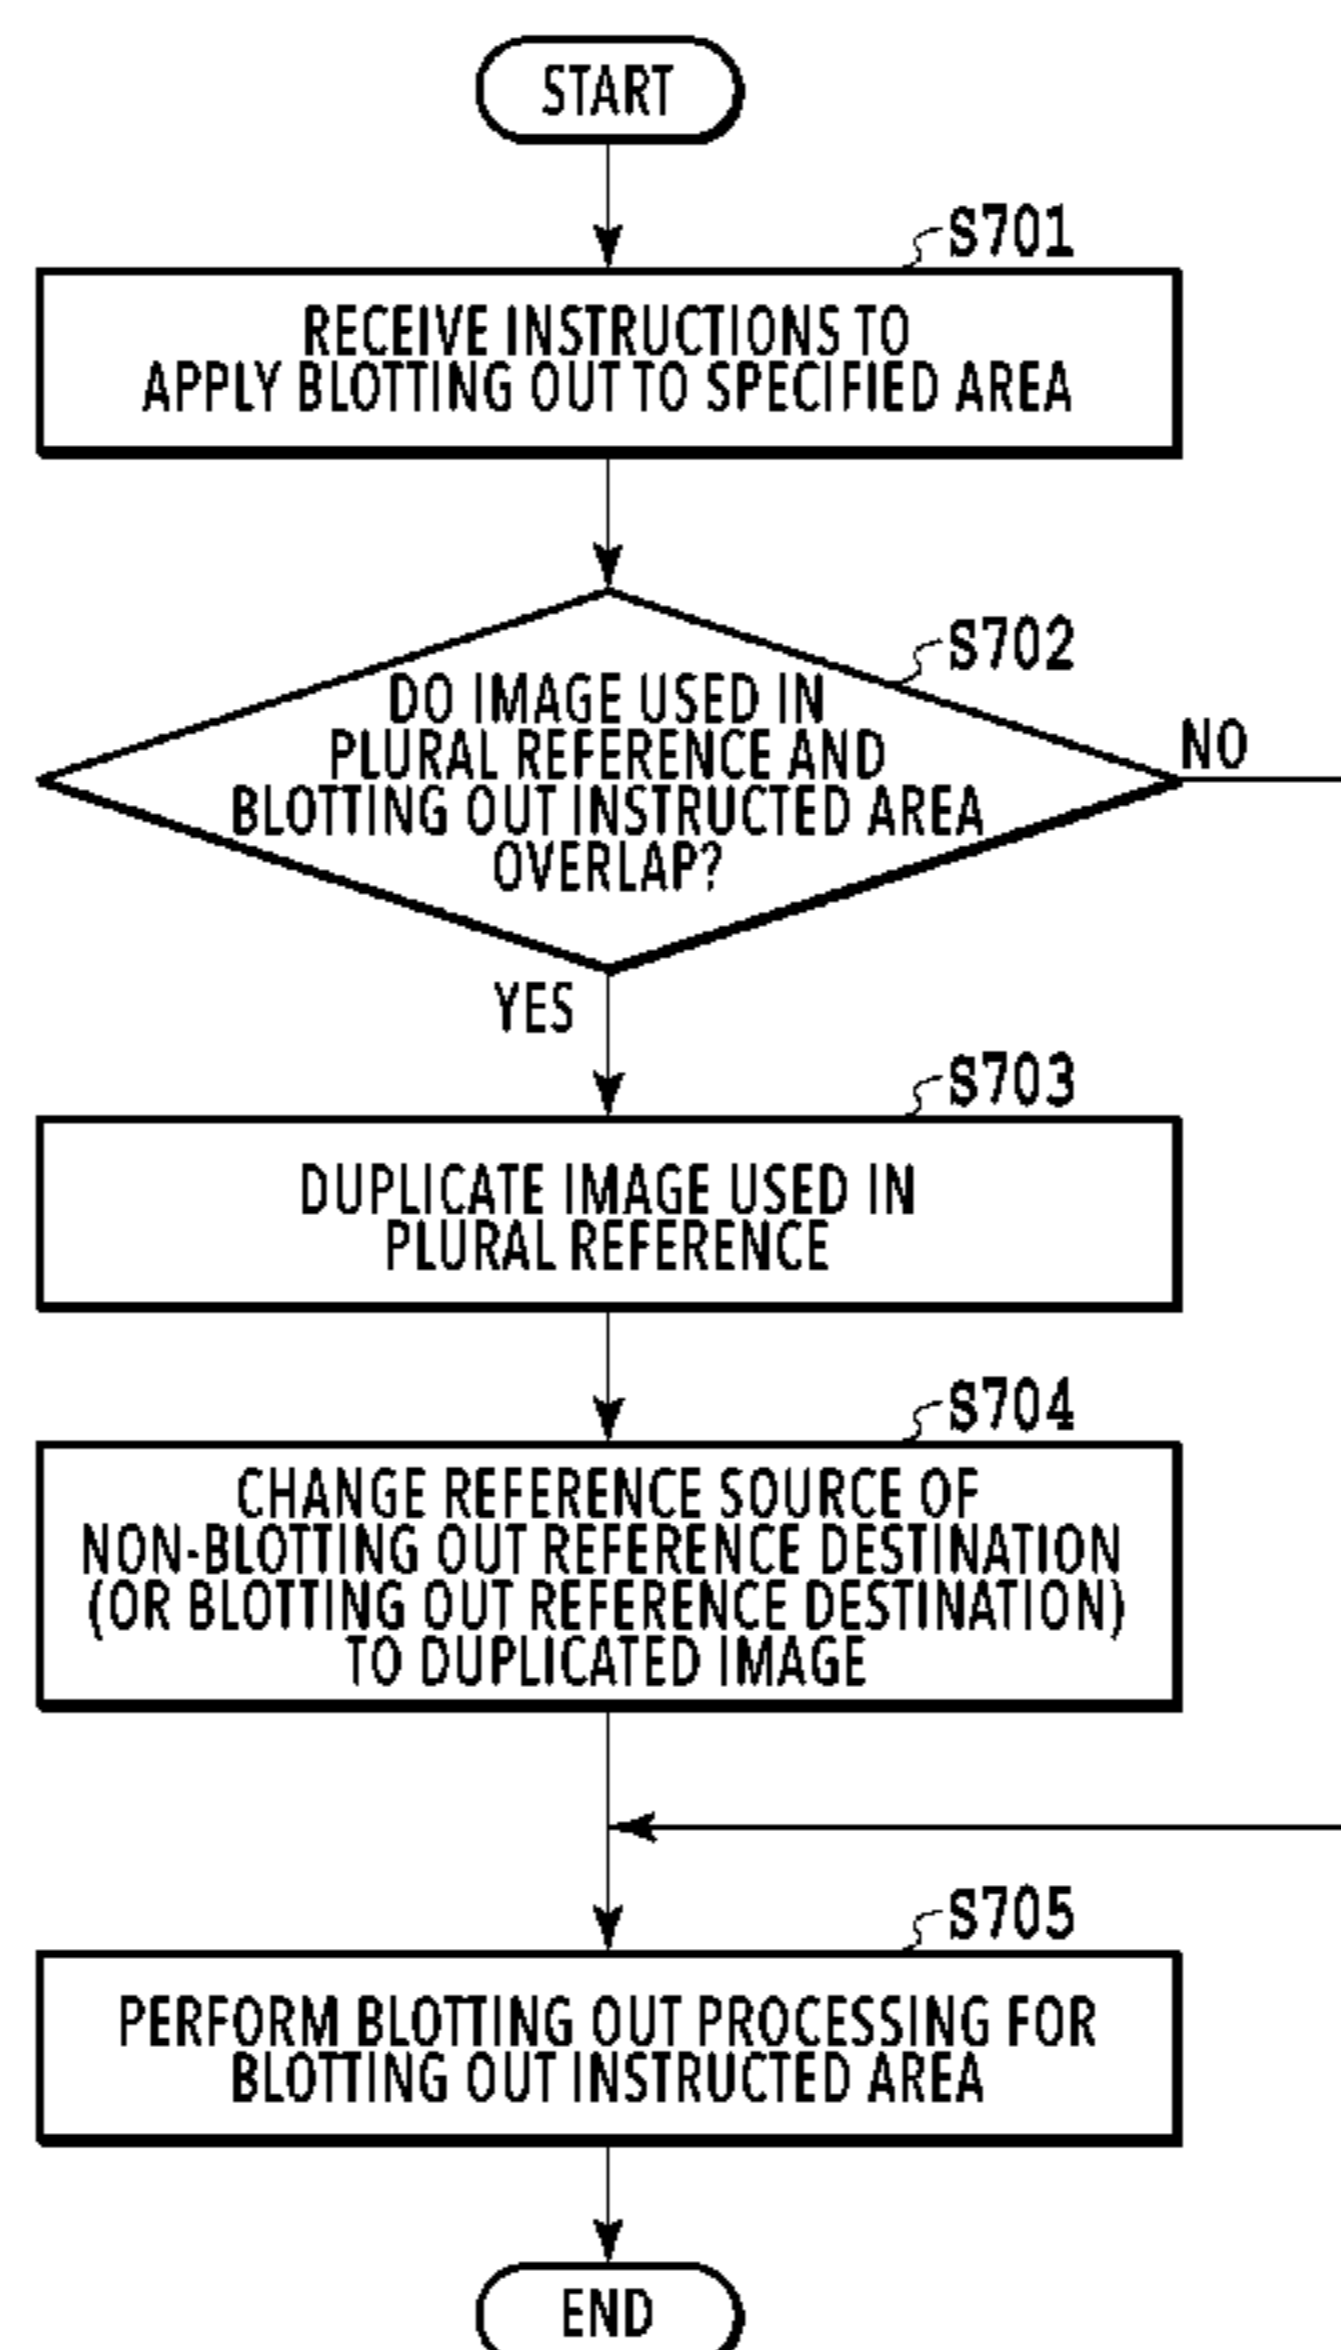 START
S701
RECEIVE INSTRUCTIONS TO
APPLY BLOTTING OUT TO SPECIFIED AREA
S702
DO IMAGE USED IN
PLURAL REFERENCE AND
BLOTTING OUT INSTRUCTED AREA
OVERLAP?
NO
YES
S703
DUPLICATE IMAGE USED IN
PLURAL REFERENCE
S704
CHANGE REFERENCE SOURCE OF
NON-BLOTTING OUT REFERENCE DESTINATION
(OR BLOTTING OUT REFERENCE DESTINATION)
TO DUPLICATED IMAGE
S705
PERFORM BLOTTING OUT PROCESSING FOR
BLOTTING OUT INSTRUCTED AREA
END